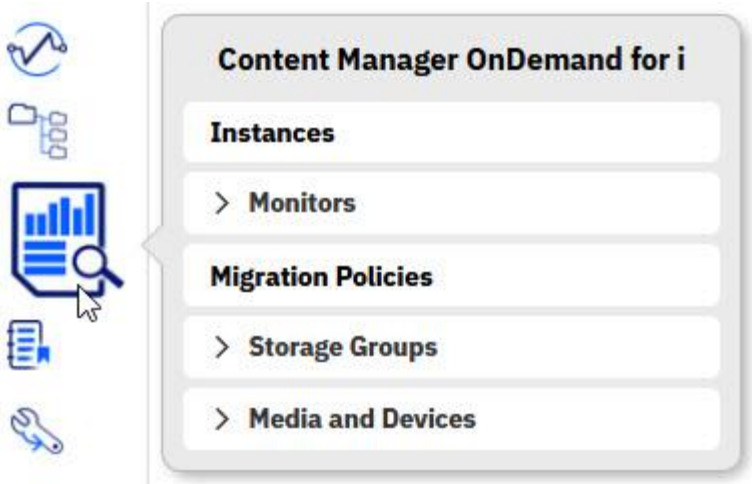 Content Manager OnDemand for i
Instances
Monitors
Migration Policies
Storage Groups
Media and Devices